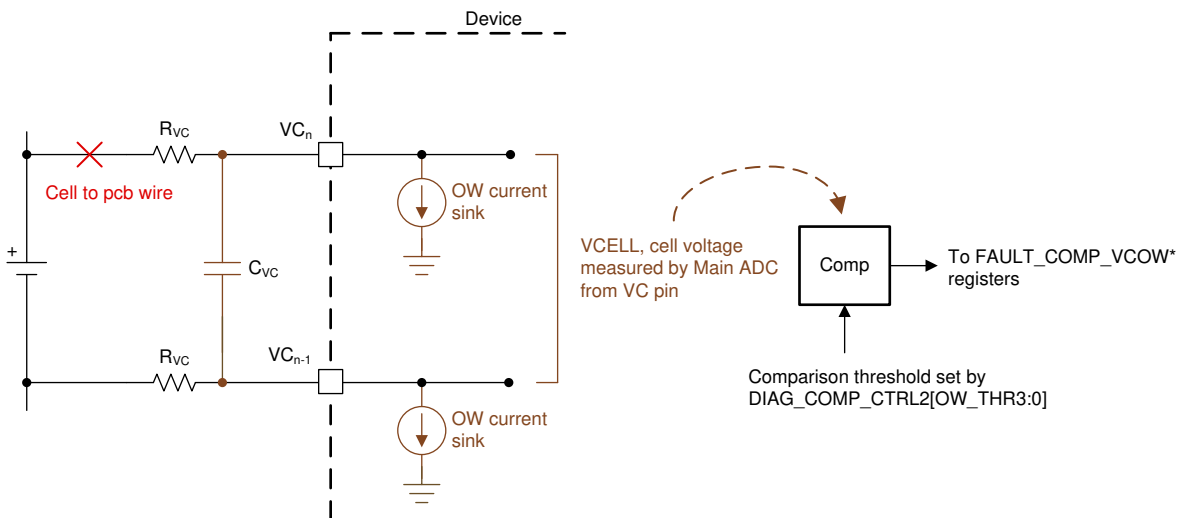 Device
RVC
VCn
OW current
sink
Cell to pcb wire
+
CVC
VCELL, cell voltage
measured by Main ADC
from VC pin
Comp
To FAULT_COMP_VCOW*
registers
RVC
VCn-1
Comparison threshold set by
DIAG_COMP_CTRL2[OW_THR3:0]
OW current
sink